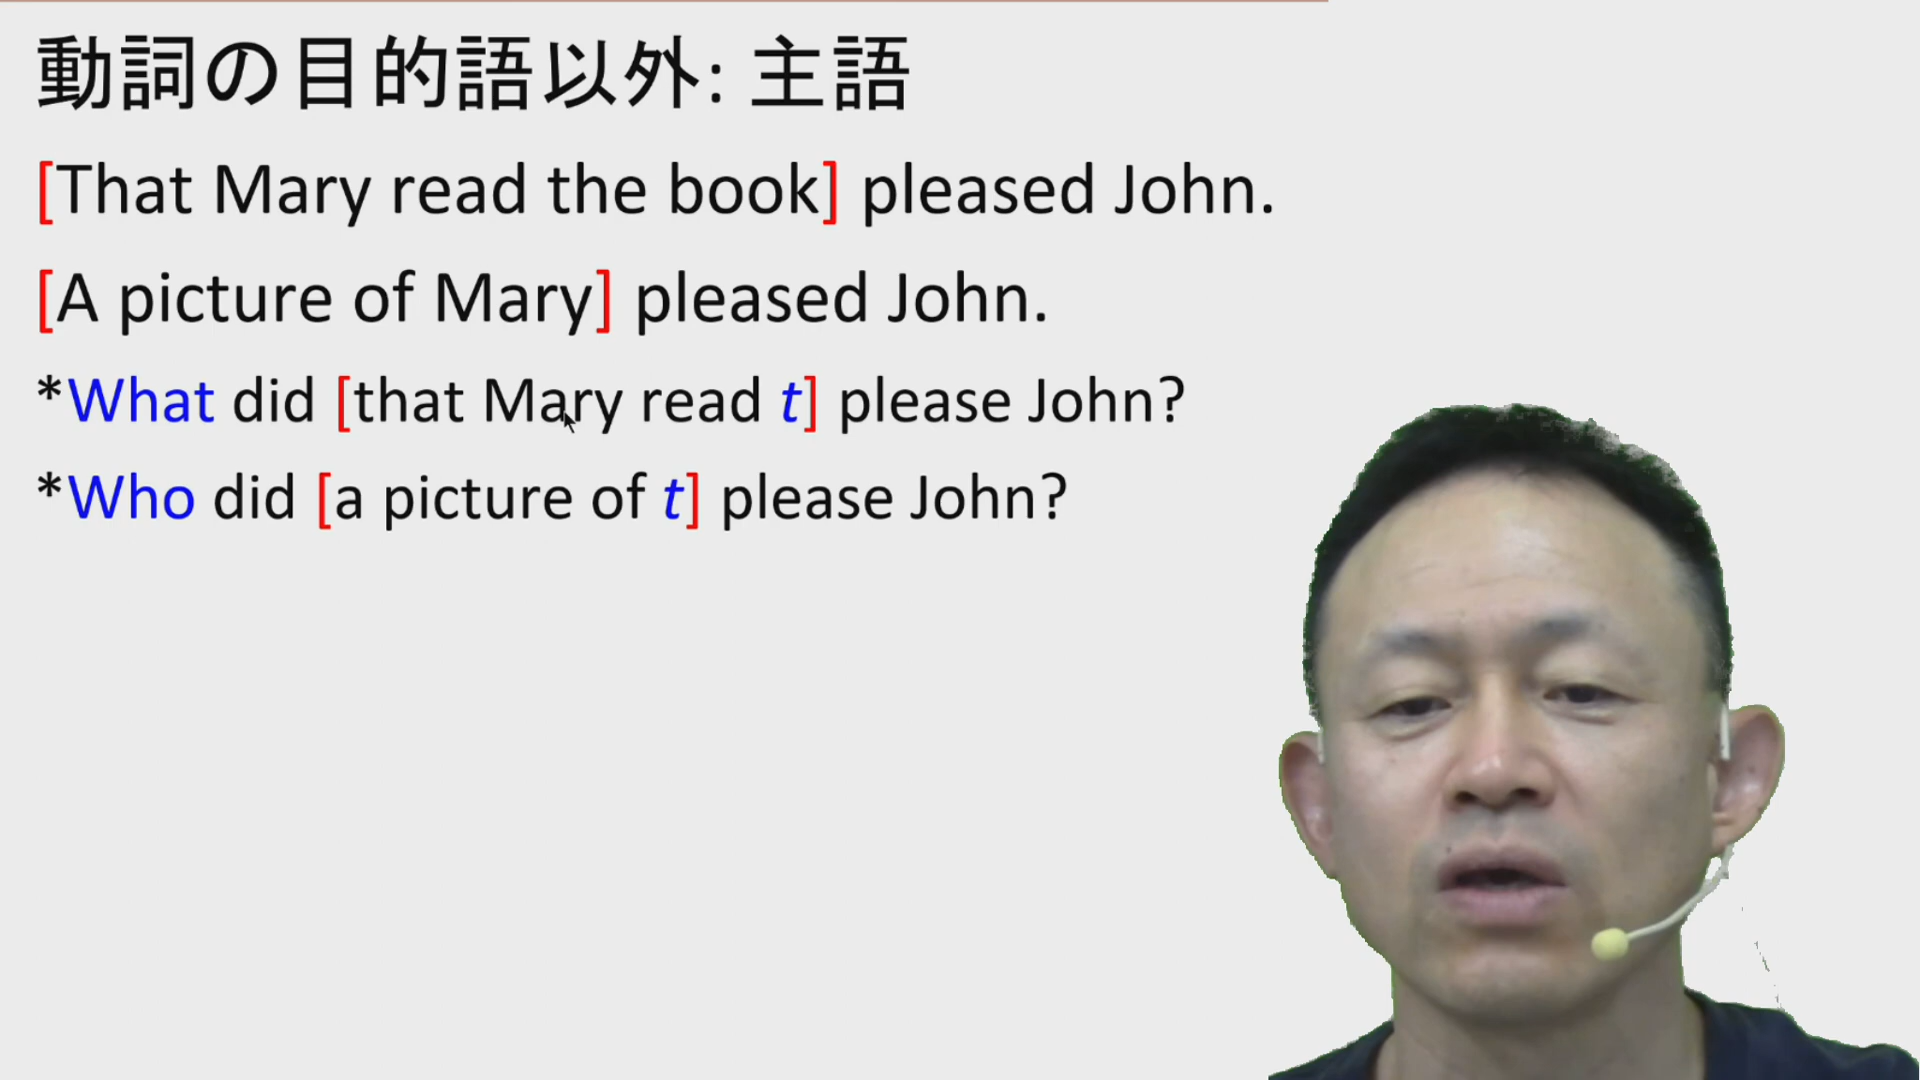 動詞の目的語以外: 主語
[That Mary read the book] pleased John.
[A picture of Mary] pleased John.
*What did [that Mary read t] please John?
*Who did [a picture of t] please John?